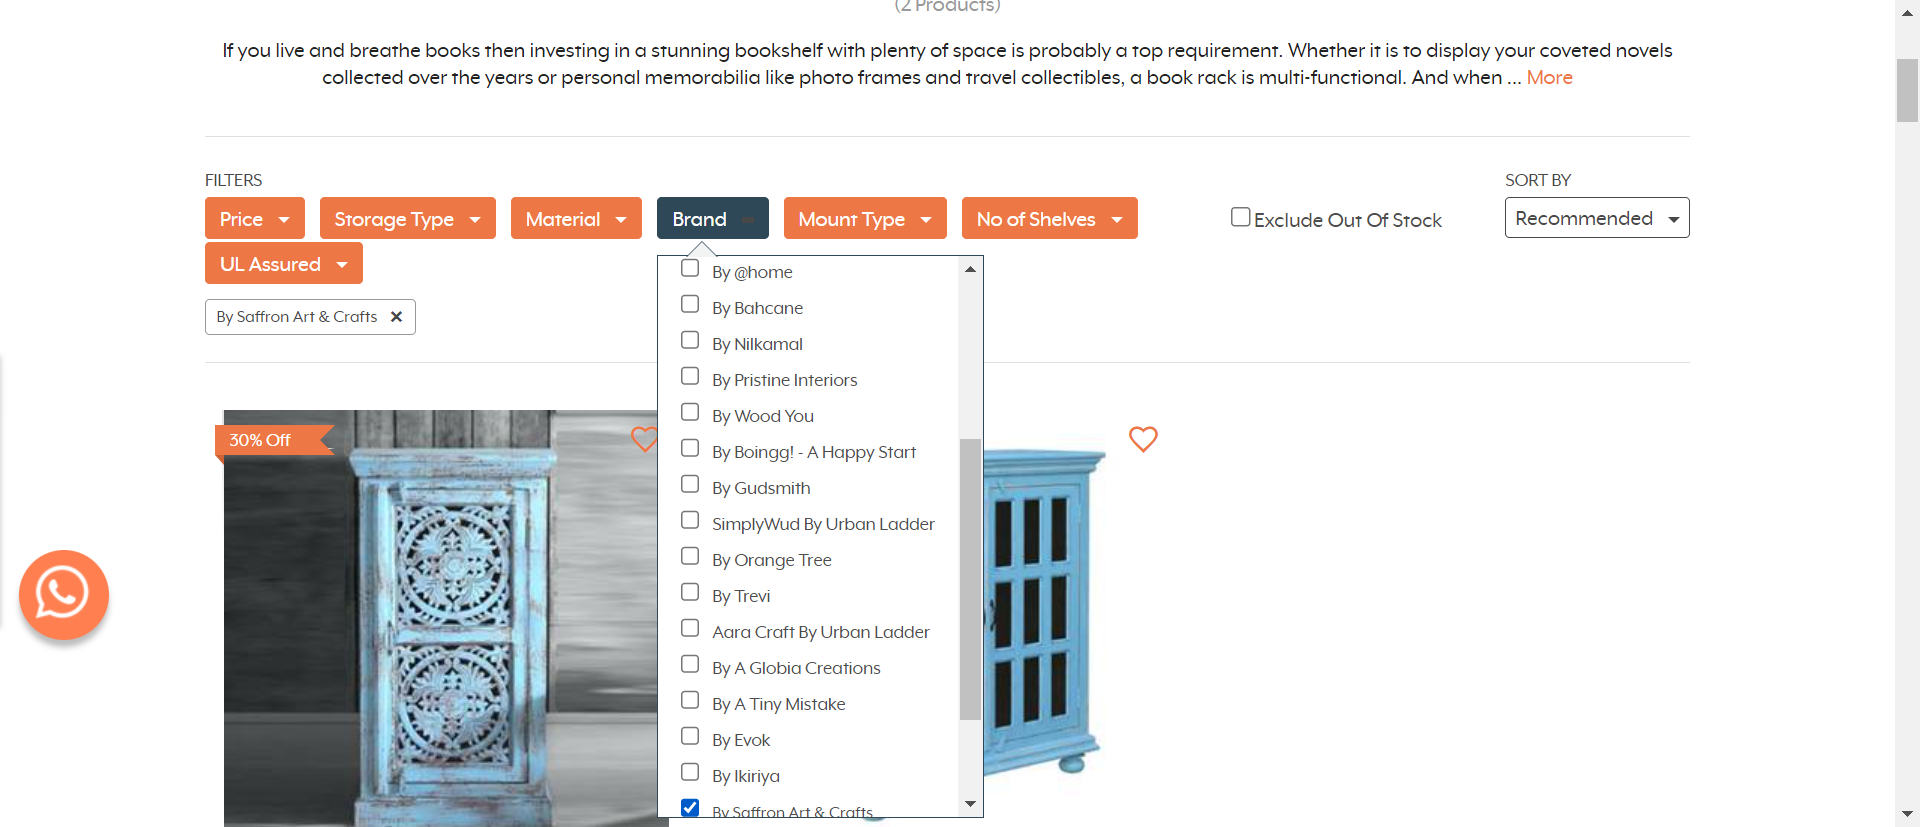 (2 Products)
If you live and breathe books then investing in a stunning bookshelf with plenty of space is probably a top requirement. Whether it is to display your coveted novels
collected over the years or personal memorabilia like photo frames and travel collectibles, a book rack is multi-functional. And when ... More
FILTERS
SORT BY
Price
Storage Type
Material
Brand
Mount Type
No of Shelves
Exclude Out Of Stock
Recommended
UL Assured
By Saffron Art & Crafts
By @home
By Bahcane
By Nilkamal
By Pristine Interiors
By Wood You
By Boingg! - A Happy Start
By Gudsmith
SimplyWud By Urban Ladder
By Orange Tree
By Trevi
Aara Craft By Urban Ladder
By A Globia Creations
By A Tiny Mistake
By Evok
By Ikiriya
By Saffron Art & Crafts
30% Off